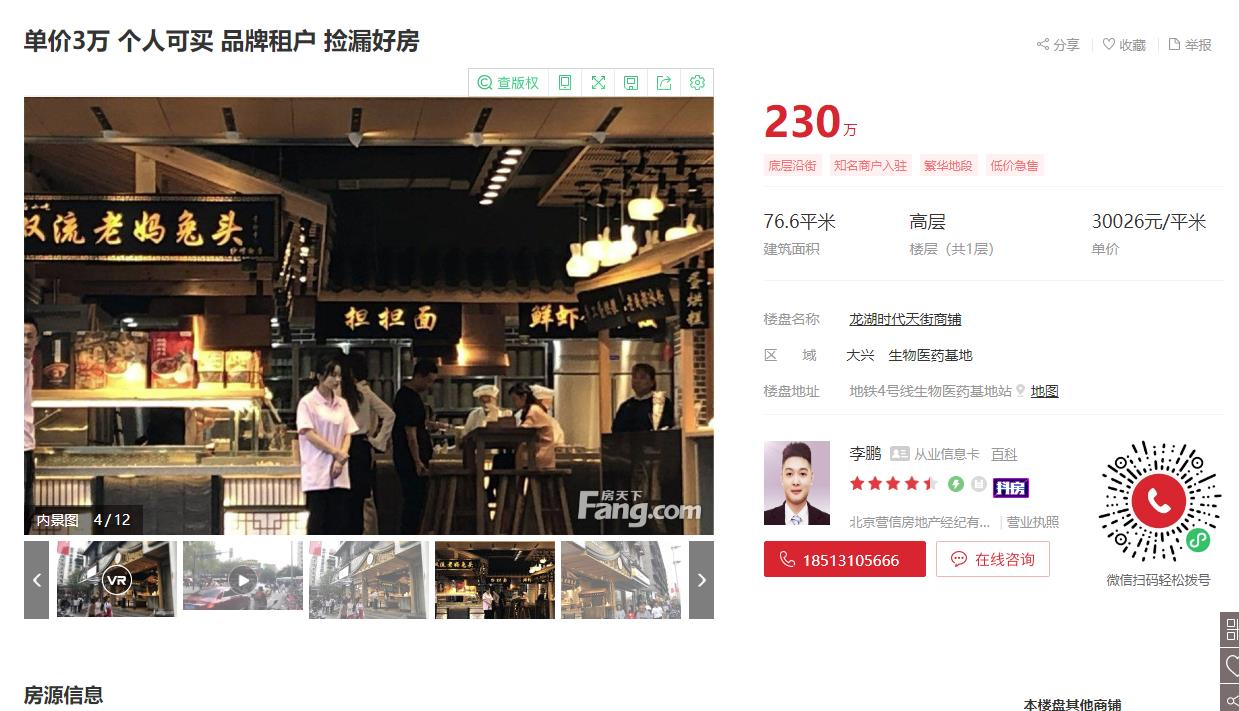 单价3万 个人可买 品牌租户 捡漏好房
分享 收藏 举报
查版权
双流老妈兔头
担担面
鲜虾
蛋烘糕
房天下
Fang.com
内景图 4 / 12
VR
230万
底层沿街 知名商户入驻 繁华地段 低价急售
76.6平米 高层 30026元/平米
建筑面积 楼层（共1层） 单价
楼盘名称 龙湖时代天街商铺
区 域 大兴 生物医药基地
楼盘地址 地铁4号线生物医药基地站 地图
李鹏 从业信息卡 百科
抖房
北京营信房地产经纪有... 营业执照
18513105666 在线咨询
微信扫码轻松拨号
房源信息
本楼盘其他商铺